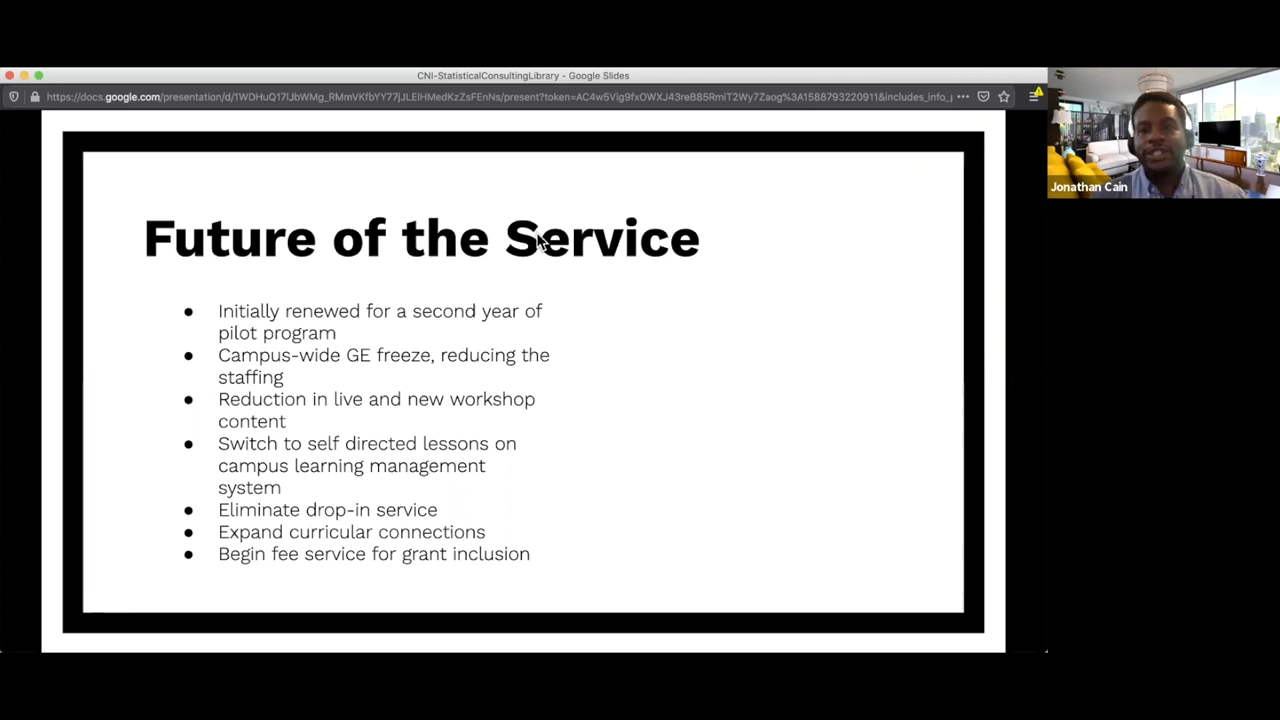 CNI-StatisticalConsultingLibrary - Google Slides
Jonathan Cain
Future of the Service
● Initially renewed for a second year of
pilot program
● Campus-wide GE freeze, reducing the
staffing
● Reduction in live and new workshop
content
● Switch to self directed lessons on
campus learning management
system
● Eliminate drop-in service
● Expand curricular connections
● Begin fee service for grant inclusion